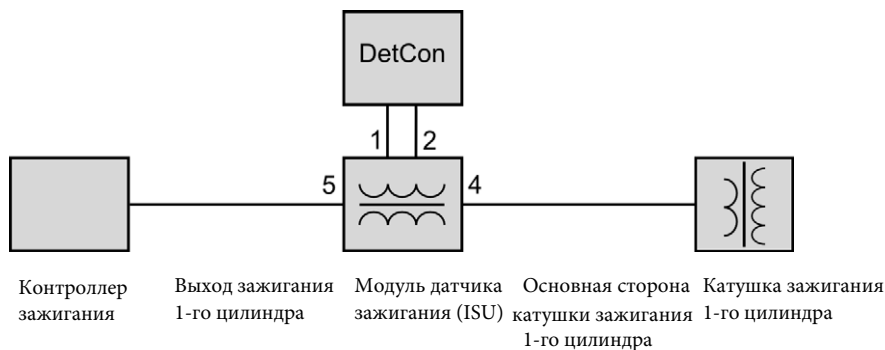 DetCon
1 2
5 4
Контроллер
зажигания
Выход зажигания
1-го цилиндра
Модуль датчика
зажигания (ISU)
Основная сторона
катушки зажигания
1-го цилиндра
Катушка зажигания
1-го цилиндра